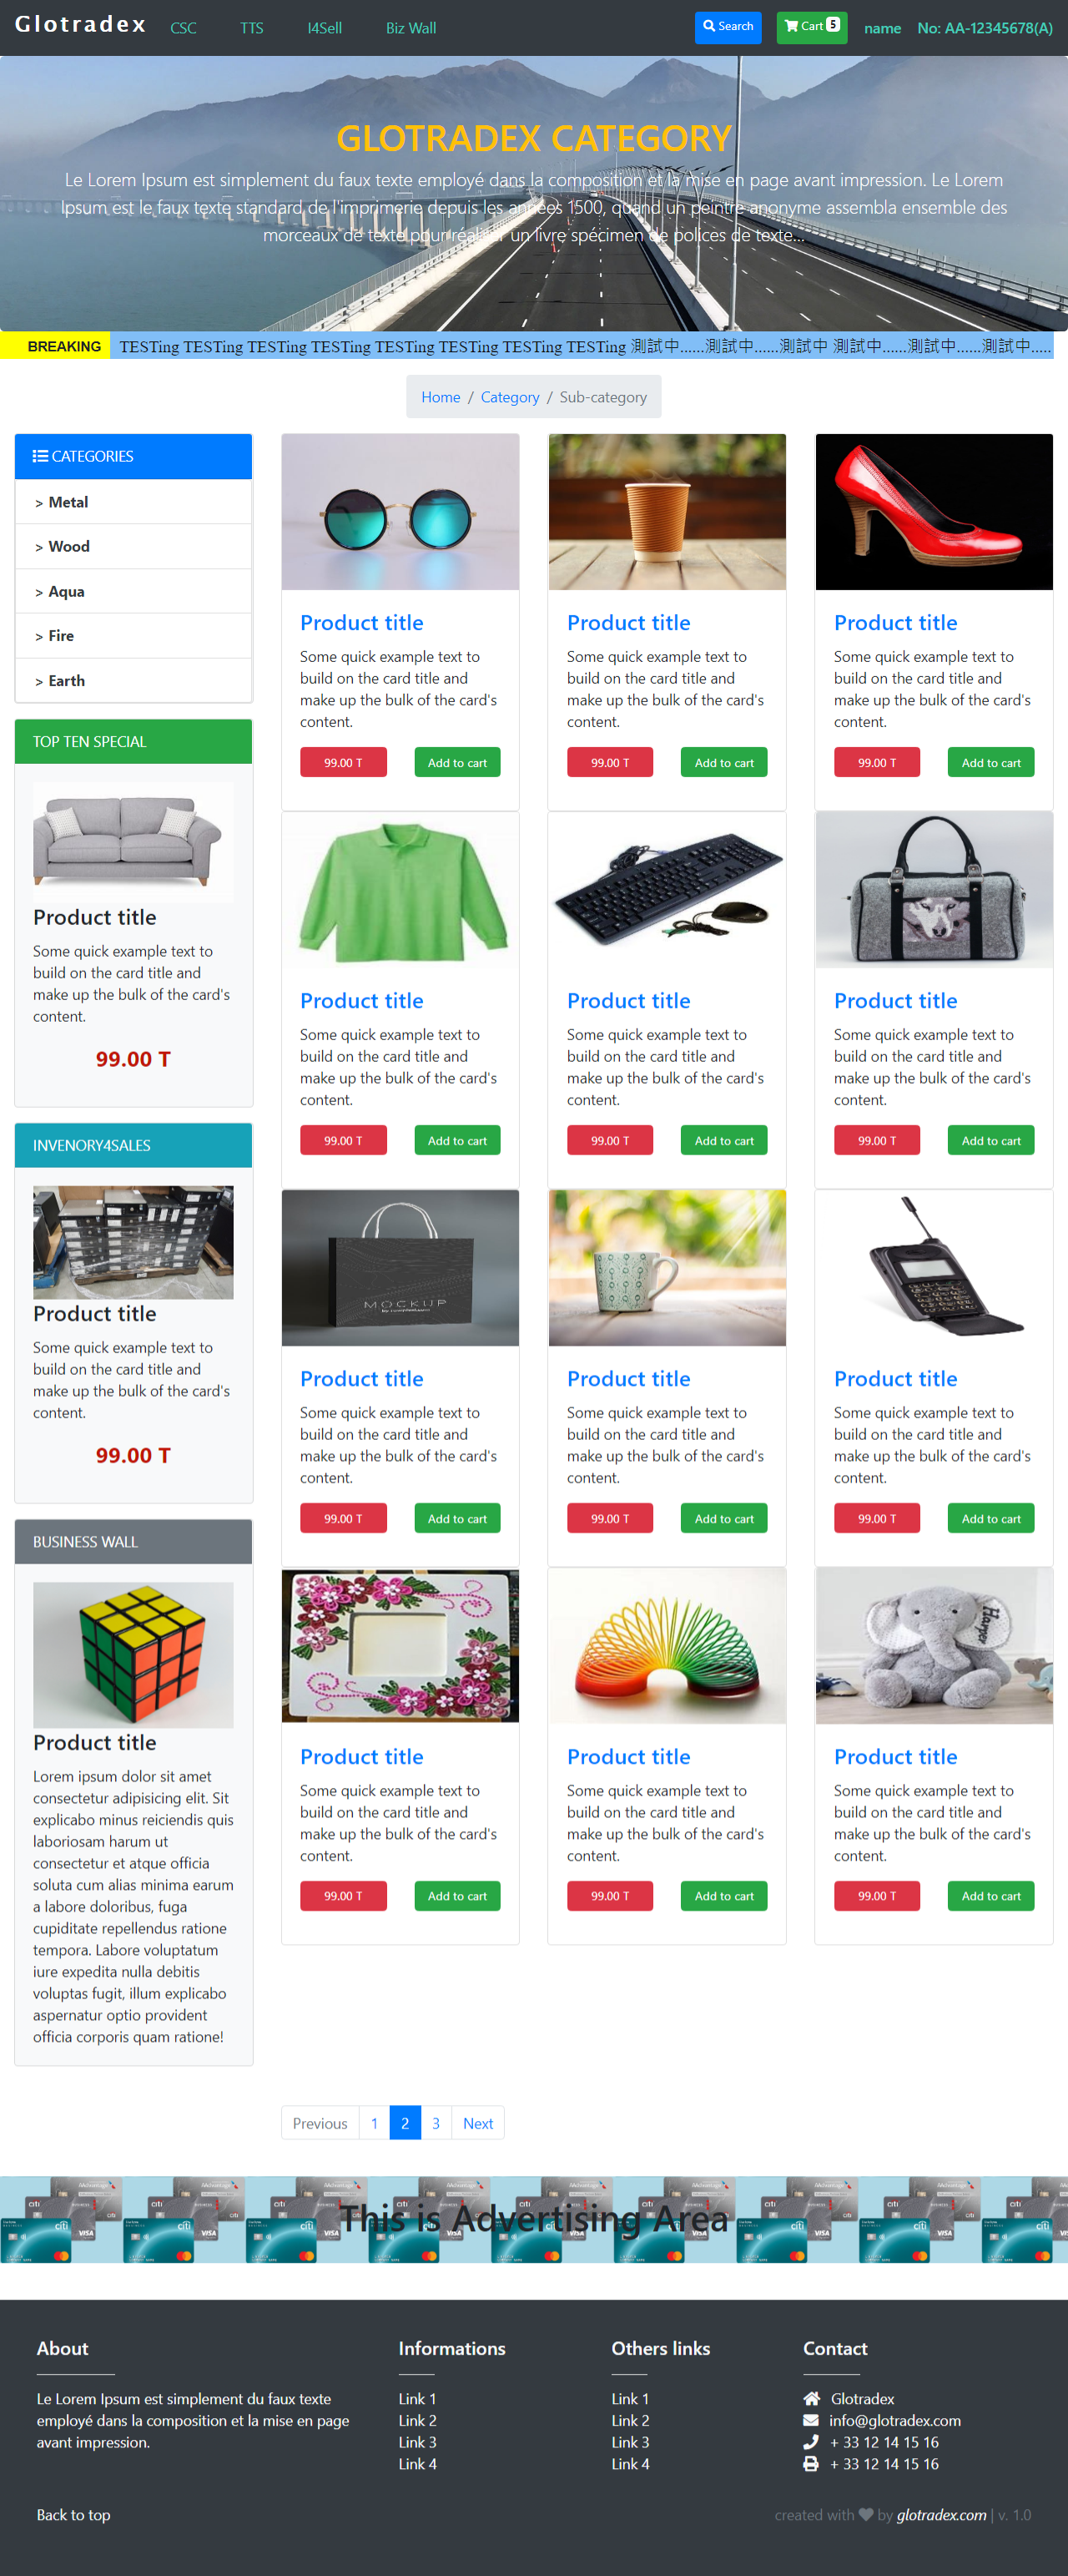 Glotradex CSC TTS I4Sell Biz Wall Search Cart 5 name No: AA-12345678(A)
GLOTRADEX CATEGORY
Le Lorem Ipsum est simplement du faux texte employé dans la composition et la mise en page avant impression. Le Lorem
Ipsum est le faux texte standard de l'imprimerie depuis les années 1500, quand un peintre anonyme assembla ensemble des
morceaux de texte pour réaliser un livre spécimen de polices de texte...
BREAKING TESTing TESTing TESTing TESTing TESTing TESTing TESTing TESTing 測試中......測試中......測試中 測試中......測試中......測試中.....
Home / Category / Sub-category
CATEGORIES
> Metal
> Wood
> Aqua
> Fire
> Earth
TOP TEN SPECIAL
Product title
Some quick example text to
build on the card title and
make up the bulk of the card's
content.
99.00 T
INVENORY4SALES
Product title
Some quick example text to
build on the card title and
make up the bulk of the card's
content.
99.00 T
BUSINESS WALL
Product title
Lorem ipsum dolor sit amet
consectetur adipisicing elit. Sit
explicabo minus reiciendis quis
laboriosam harum ut
consectetur et atque officia
soluta cum alias minima earum
a labore doloribus, fuga
cupiditate repellendus ratione
tempora. Labore voluptatum
iure expedita nulla debitis
voluptas fugit, illum explicabo
aspernatur optio provident
officia corporis quam ratione!
Product title
Some quick example text to
build on the card title and
make up the bulk of the card's
content.
99.00 T Add to cart
Product title
Some quick example text to
build on the card title and
make up the bulk of the card's
content.
99.00 T Add to cart
Product title
Some quick example text to
build on the card title and
make up the bulk of the card's
content.
99.00 T Add to cart
Product title
Some quick example text to
build on the card title and
make up the bulk of the card's
content.
99.00 T Add to cart
Product title
Some quick example text to
build on the card title and
make up the bulk of the card's
content.
99.00 T Add to cart
Product title
Some quick example text to
build on the card title and
make up the bulk of the card's
content.
99.00 T Add to cart
MOCKUP
Product title
Some quick example text to
build on the card title and
make up the bulk of the card's
content.
99.00 T Add to cart
Product title
Some quick example text to
build on the card title and
make up the bulk of the card's
content.
99.00 T Add to cart
Product title
Some quick example text to
build on the card title and
make up the bulk of the card's
content.
99.00 T Add to cart
Product title
Some quick example text to
build on the card title and
make up the bulk of the card's
content.
99.00 T Add to cart
Product title
Some quick example text to
build on the card title and
make up the bulk of the card's
content.
99.00 T Add to cart
Harper
Product title
Some quick example text to
build on the card title and
make up the bulk of the card's
content.
99.00 T Add to cart
Previous 1 2 3 Next
This is Advertising Area
About
Le Lorem Ipsum est simplement du faux texte
employé dans la composition et la mise en page
avant impression.
Informations
Link 1
Link 2
Link 3
Link 4
Others links
Link 1
Link 2
Link 3
Link 4
Contact
Glotradex
info@glotradex.com
+ 33 12 14 15 16
+ 33 12 14 15 16
Back to top
created with by glotradex.com | v. 1.0